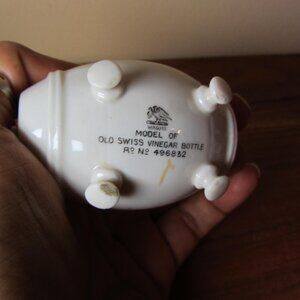 MODEL OF
OLD SWISS VINEGAR BOTTLE
RD NO 496832